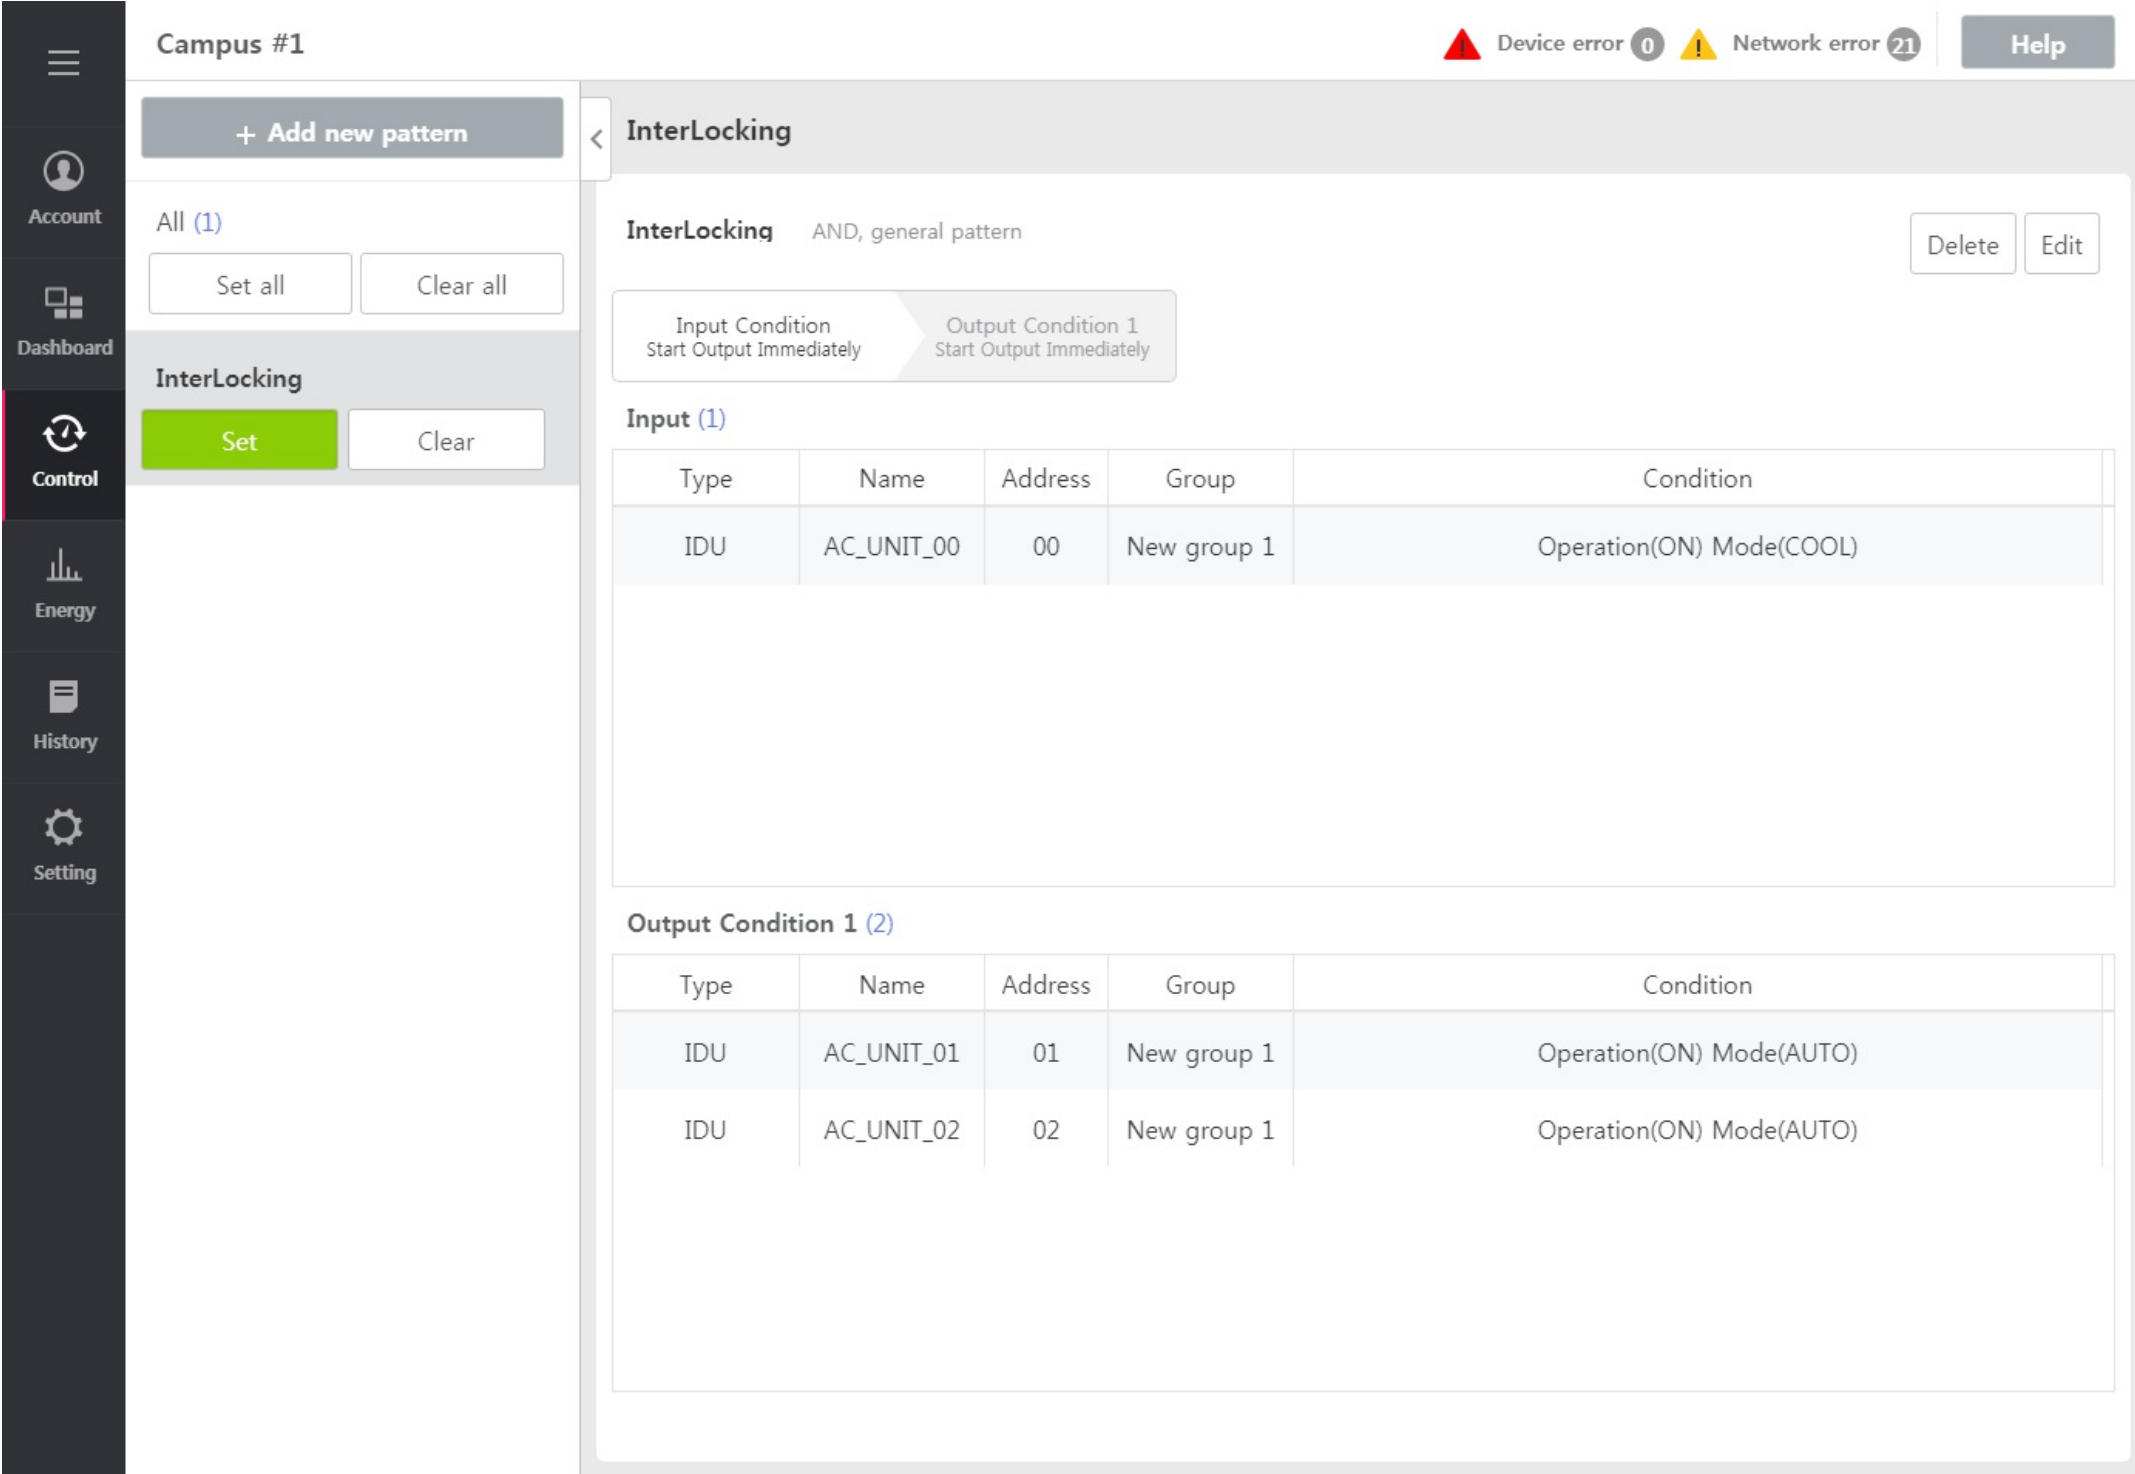 Campus #1
Device error 0
Network error 21
Help
Account
Dashboard
Control
Energy
History
Setting
+ Add new pattern
All (1)
Set all
Clear all
InterLocking
Set
Clear
InterLocking
InterLocking AND, general pattern
Delete
Edit
Input Condition
Start Output Immediately
Output Condition 1
Start Output Immediately
Input (1)
Type Name Address Group Condition
IDU AC_UNIT_00 00 New group 1 Operation(ON) Mode(COOL)
Output Condition 1 (2)
Type Name Address Group Condition
IDU AC_UNIT_01 01 New group 1 Operation(ON) Mode(AUTO)
IDU AC_UNIT_02 02 New group 1 Operation(ON) Mode(AUTO)